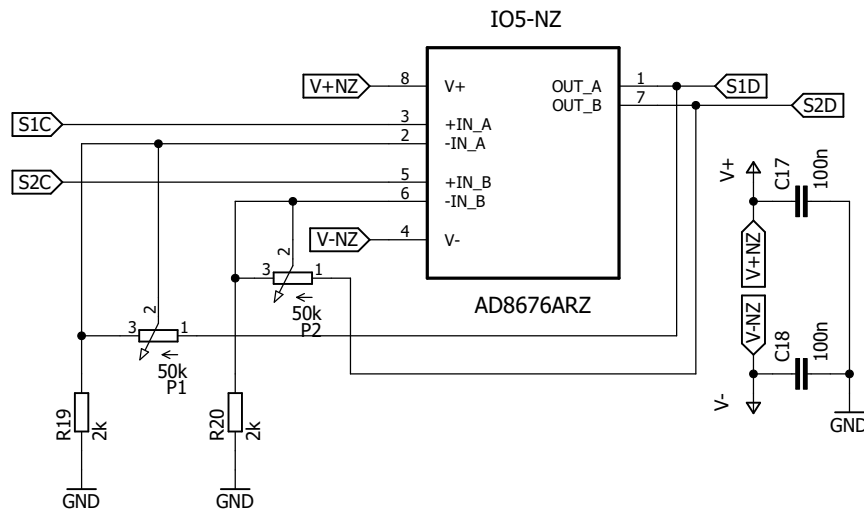 IO5-NZ
V+NZ 8 V+ OUT_A 1 S1D
OUT_B 7 S2D
S1C 3 +IN_A
2 -IN_A
S2C 5 +IN_B
6 -IN_B
V-NZ 4 V-
AD8676ARZ
2
3 1
50k
P2
2
3 1
50k
P1
R19
2k
R20
2k
GND
GND
V+
C17
100n
V+NZ
V-NZ
C18
100n
V-
GND